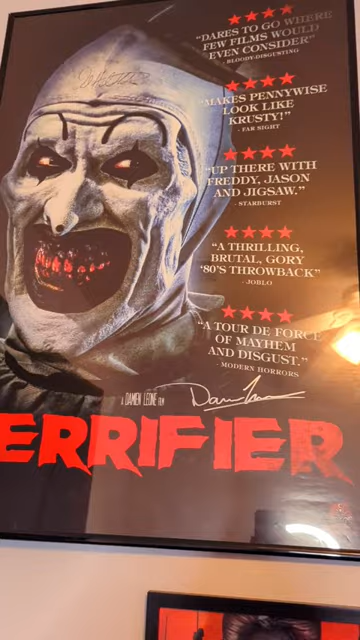 ★★★★
“DARES TO GO WHERE
FEW FILMS WOULD
EVEN CONSIDER”
- BLOODY-DISGUSTING
★★★★
“MAKES PENNYWISE
LOOK LIKE
KRUSTY!”
- FAR SIGHT
★★★★
“UP THERE WITH
FREDDY, JASON
AND JIGSAW.”
- STARBURST
★★★★
“A THRILLING,
BRUTAL, GORY
’80’S THROWBACK”
- JOBLO
★★★★
“A TOUR DE FORCE
OF MAYHEM
AND DISGUST.”
- MODERN HORRORS
A DAMIEN LEONE FILM
ERRIFIER